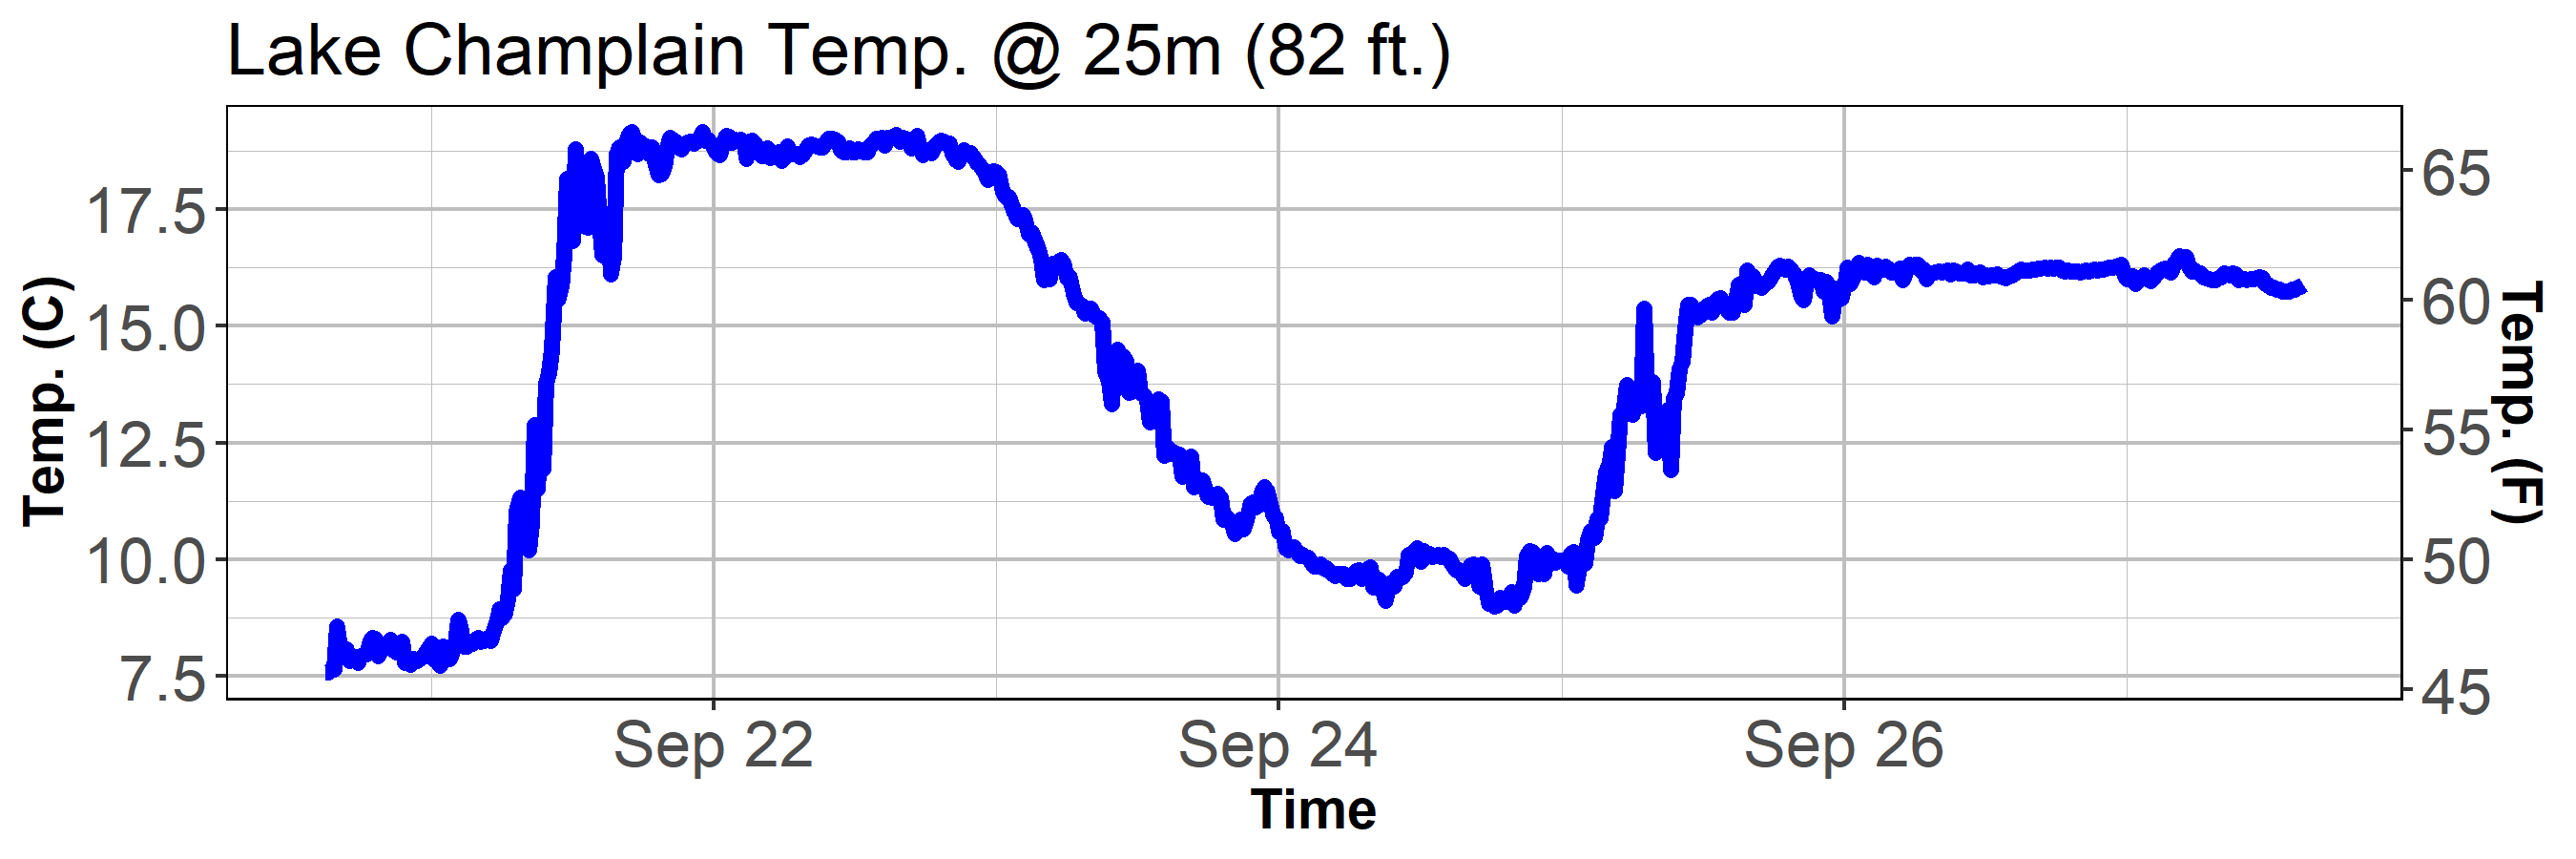 Lake Champlain Temp. @ 25m (82 ft.)
Temp. (C)
17.5
15.0
12.5
10.0
7.5
65
60
55
50
45
Temp. (F)
Sep 22
Sep 24
Sep 26
Time